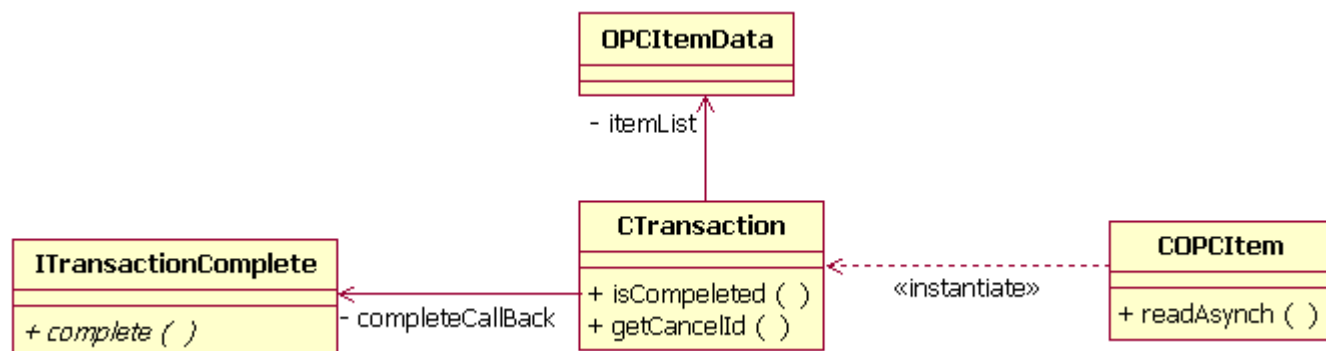 OPCItemData
- itemList
CTransaction
+ isCompeleted ( )
+ getCancelId ( )
COPCItem
+ readAsynch ( )
«instantiate»
ITransactionComplete
+ complete ( )
- completeCallBack